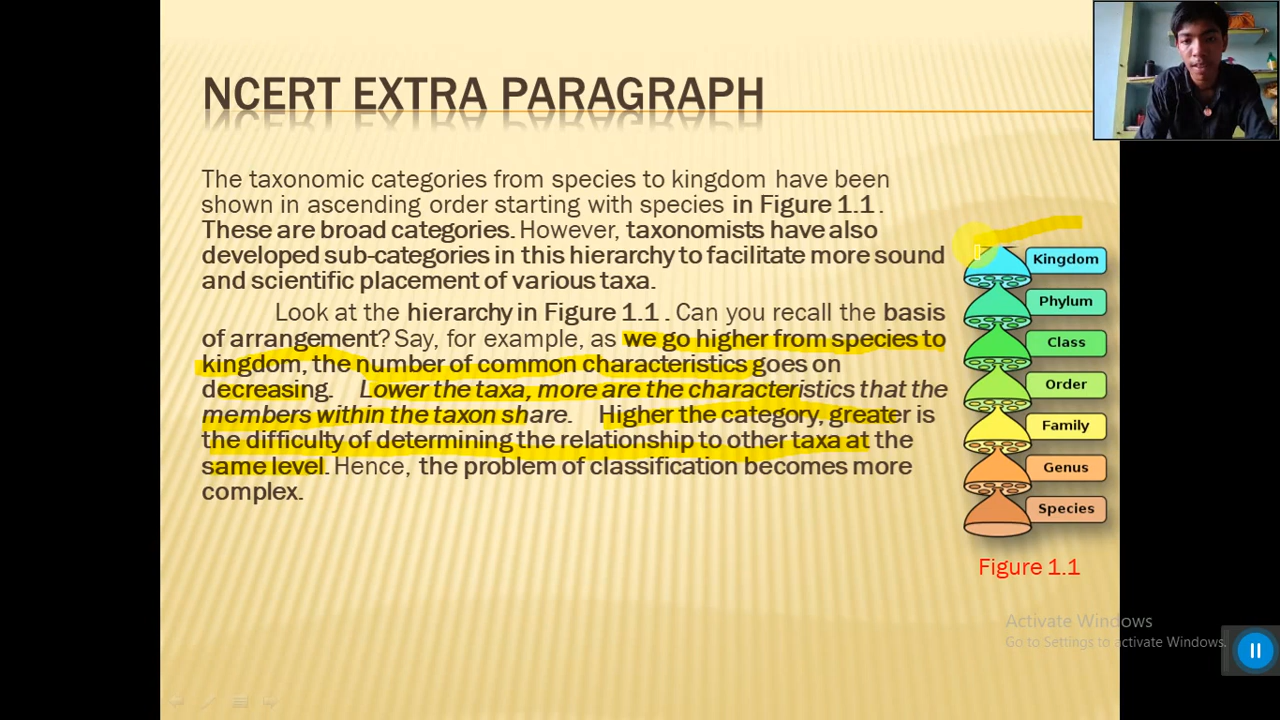 NCERT EXTRA PARAGRAPH
The taxonomic categories from species to kingdom have been
shown in ascending order starting with species in Figure 1.1 .
These are broad categories. However, taxonomists have also
developed sub-categories in this hierarchy to facilitate more sound
and scientific placement of various taxa.
Look at the hierarchy in Figure 1.1 . Can you recall the basis
of arrangement? Say, for example, as we go higher from species to
kingdom, the number of common characteristics goes on
decreasing. Lower the taxa, more are the characteristics that the
members within the taxon share. Higher the category, greater is
the difficulty of determining the relationship to other taxa at the
same level. Hence, the problem of classification becomes more
complex.
Kingdom
Phylum
Class
Order
Family
Genus
Species
Figure 1.1
Activate Windows
Go to Settings to activate Windows.